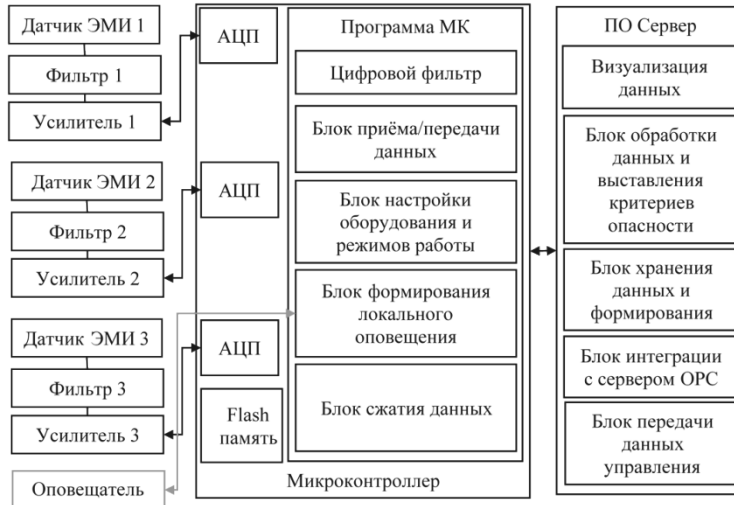 Датчик ЭМИ 1
Фильтр 1
Усилитель 1
Датчик ЭМИ 2
Фильтр 2
Усилитель 2
Датчик ЭМИ 3
Фильтр 3
Усилитель 3
Оповещатель
АЦП
АЦП
АЦП
Flash
память
Программа МК
Цифровой фильтр
Блок приёма/передачи
данных
Блок настройки
оборудования и
режимов работы
Блок формирования
локального
оповещения
Блок сжатия данных
Микроконтроллер
ПО Сервер
Визуализация
данных
Блок обработки
данных и
выставления
критериев
опасности
Блок хранения
данных и
формирования
Блок интеграции
с сервером OPC
Блок передачи
данных
управления